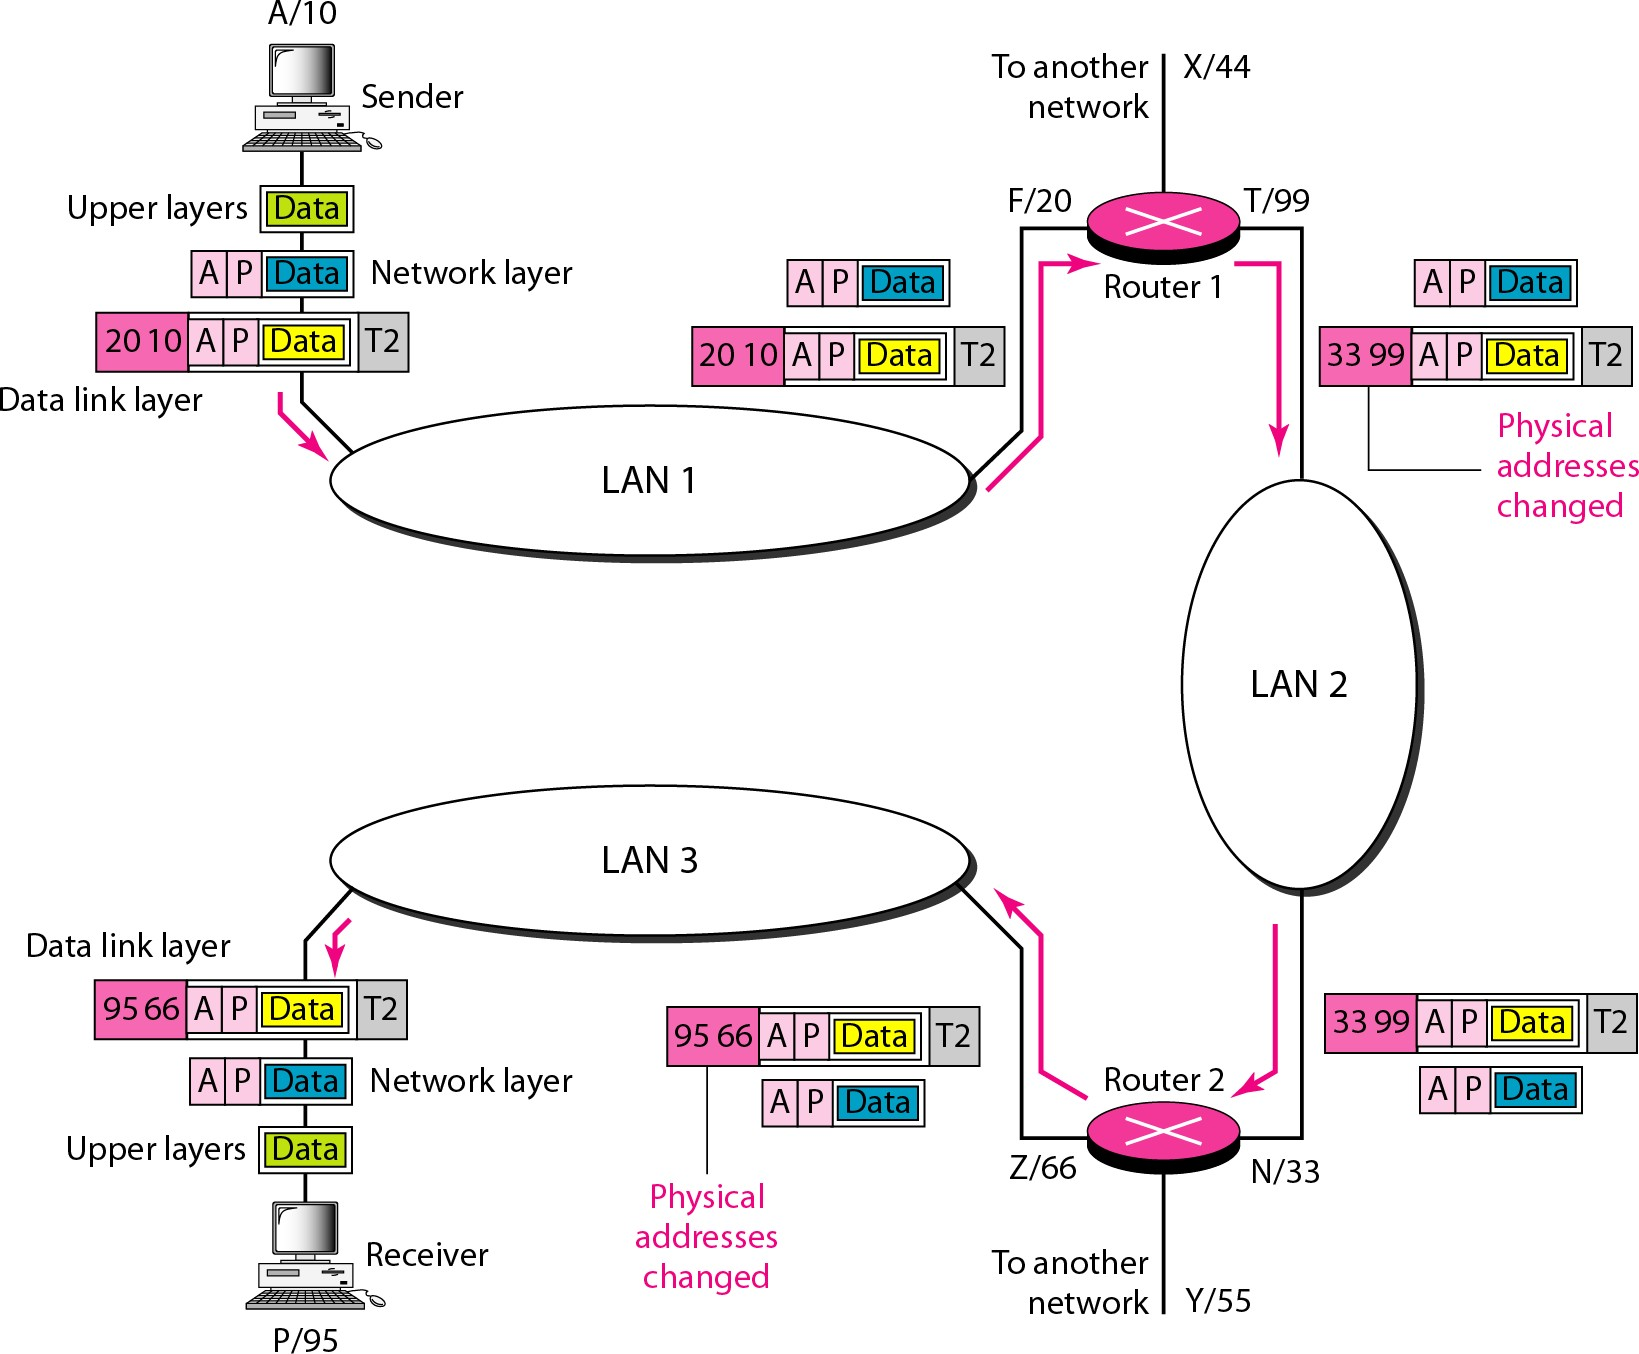 A/10
Sender
To another
network
X/44
Upper layers
Data
F/20
T/99
A P Data
Network layer
A P Data
Router 1
A P Data
20 10 A P Data T2
20 10 A P Data T2
33 99 A P Data T2
Data link layer
Physical
addresses
changed
LAN 1
LAN 2
LAN 3
Data link layer
95 66 A P Data T2
95 66 A P Data T2
33 99 A P Data T2
A P Data
Network layer
A P Data
Router 2
A P Data
Upper layers
Data
Z/66
N/33
Physical
addresses
changed
Receiver
To another
network
Y/55
P/95